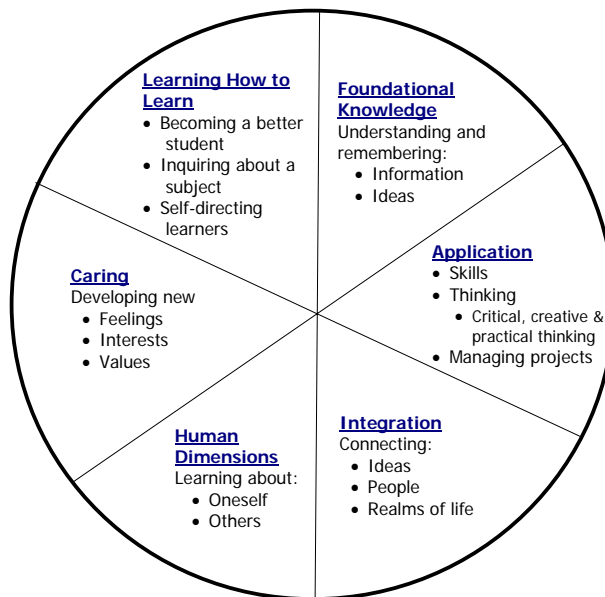 Learning How to
Learn
• Becoming a better
student
• Inquiring about a
subject
• Self-directing
learners
Foundational
Knowledge
Understanding and
remembering:
• Information
• Ideas
Application
• Skills
• Thinking
• Critical, creative &
practical thinking
• Managing projects
Integration
Connecting:
• Ideas
• People
• Realms of life
Human
Dimensions
Learning about:
• Oneself
• Others
Caring
Developing new
• Feelings
• Interests
• Values